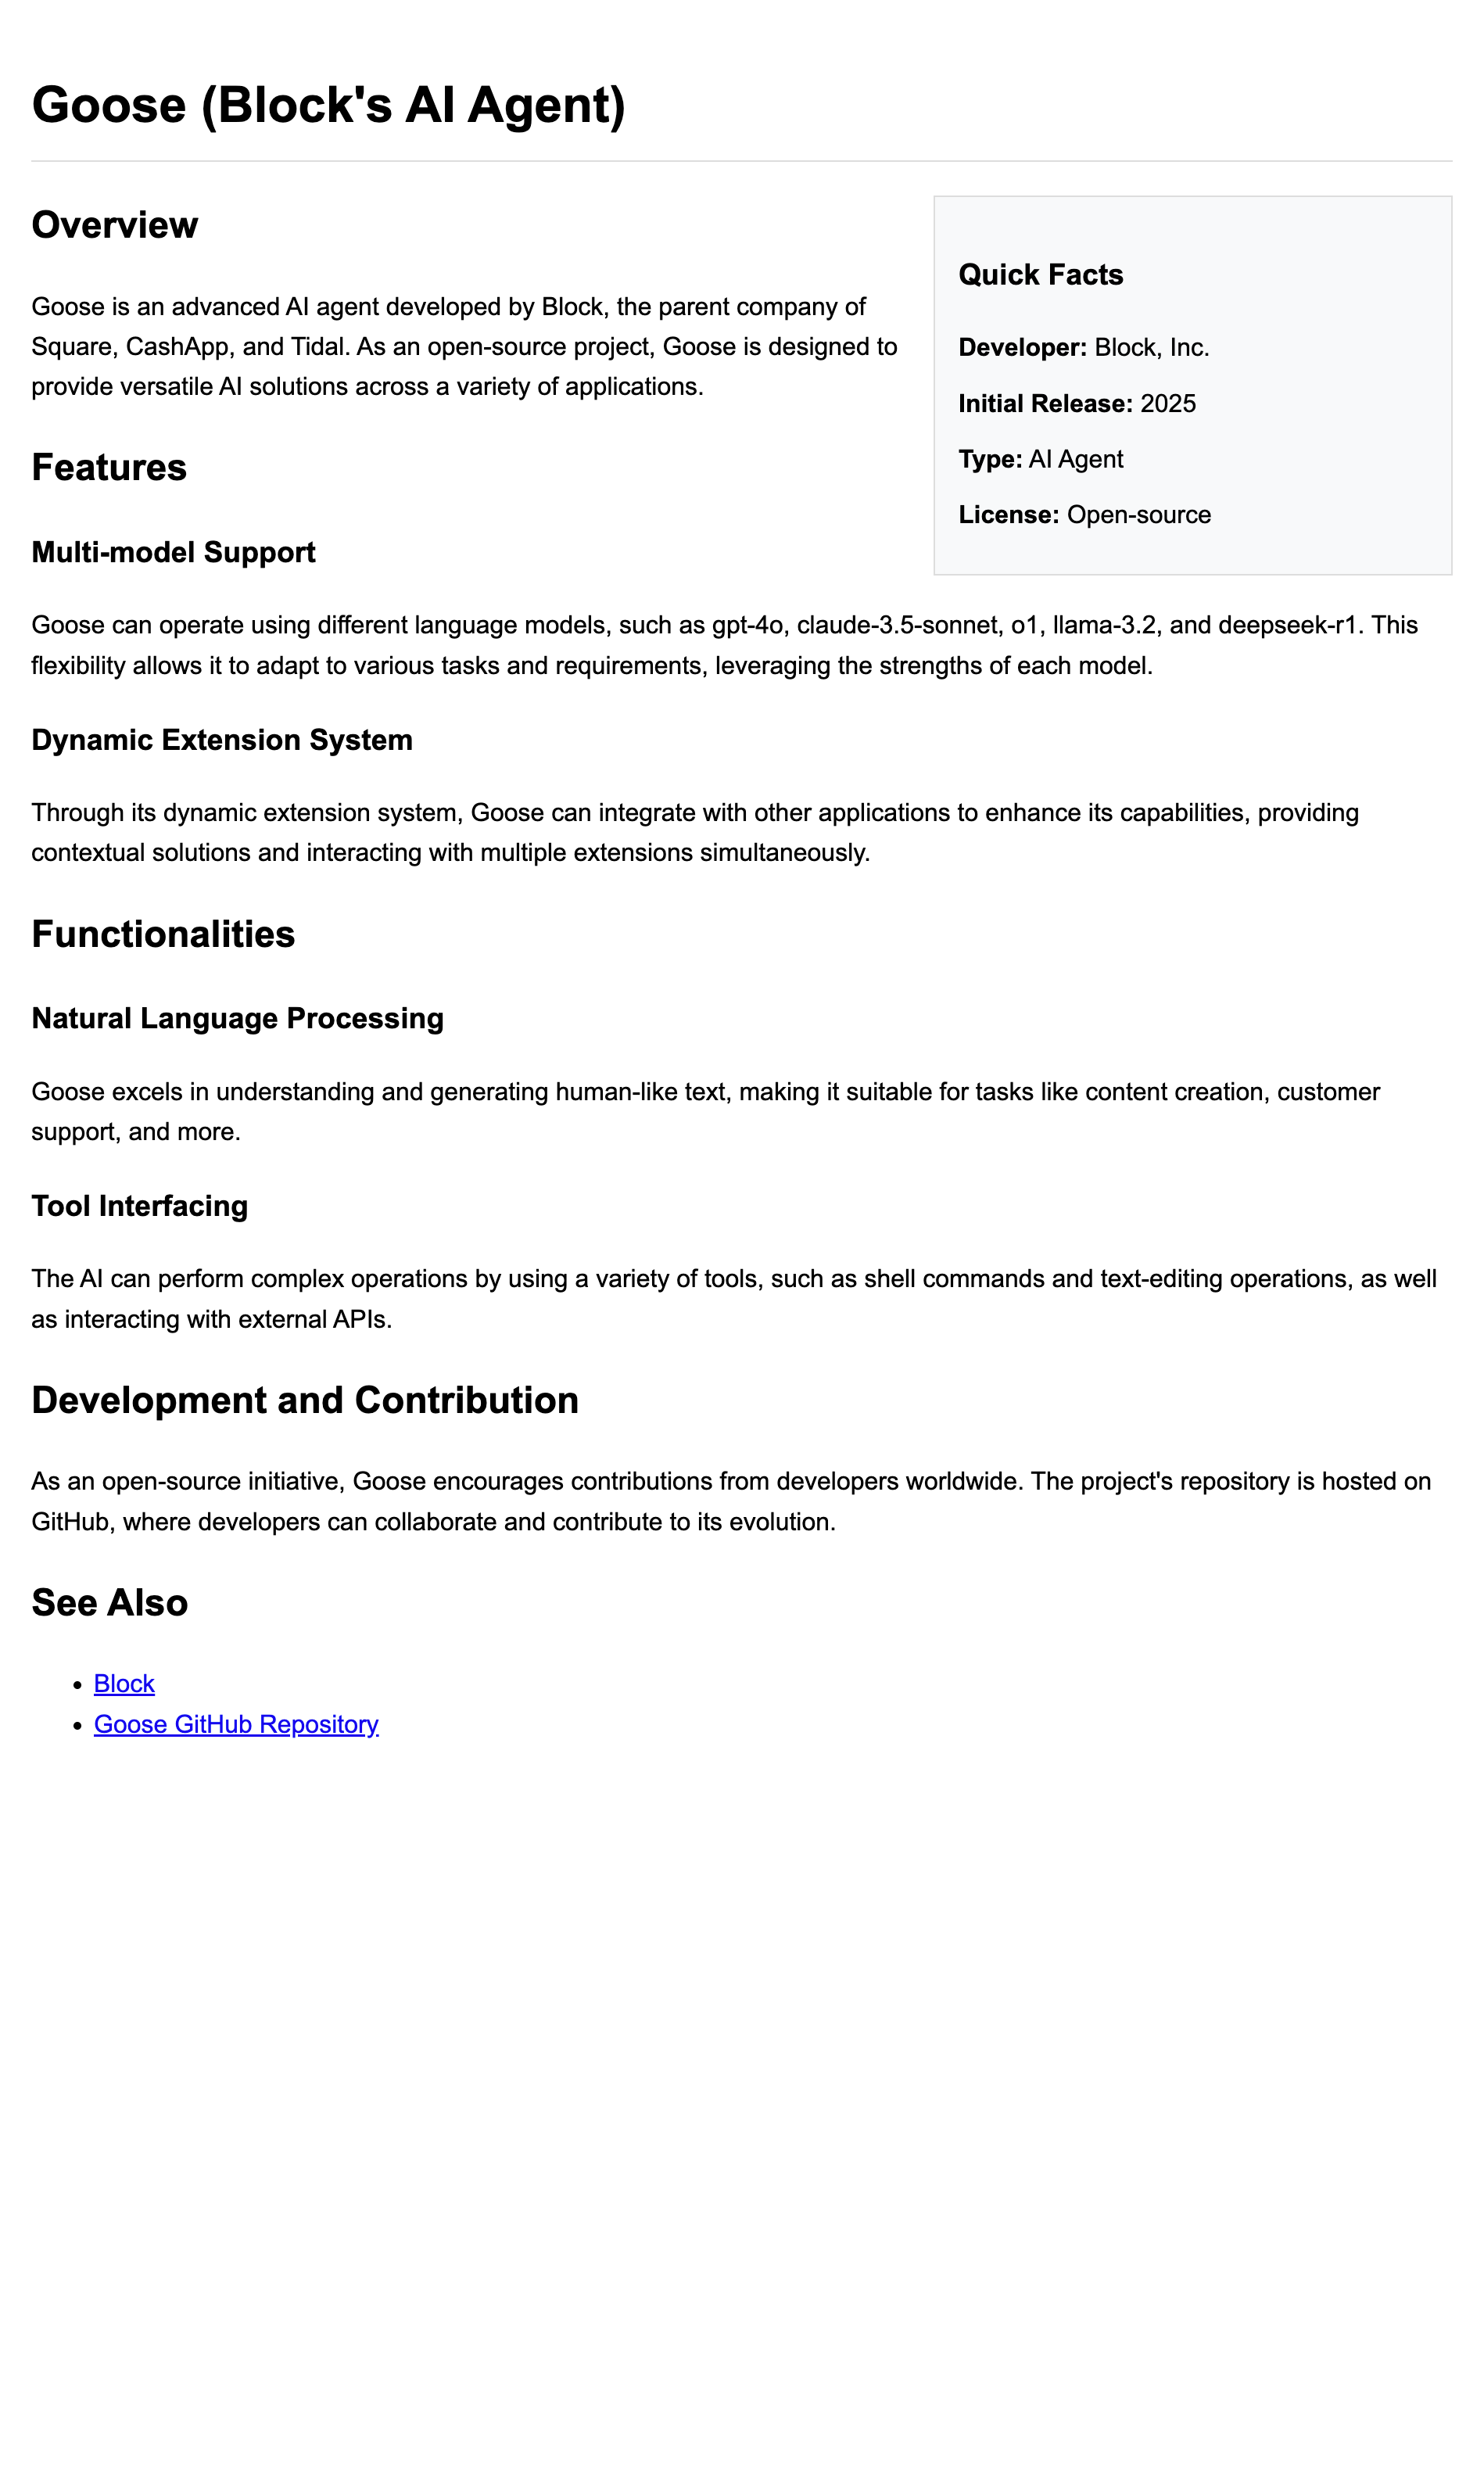 Goose (Block's AI Agent)
Overview
Goose is an advanced AI agent developed by Block, the parent company of
Square, CashApp, and Tidal. As an open-source project, Goose is designed to
provide versatile AI solutions across a variety of applications.
Quick Facts
Developer: Block, Inc.
Initial Release: 2025
Type: AI Agent
License: Open-source
Features
Multi-model Support
Goose can operate using different language models, such as gpt-4o, claude-3.5-sonnet, o1, llama-3.2, and deepseek-r1. This
flexibility allows it to adapt to various tasks and requirements, leveraging the strengths of each model.
Dynamic Extension System
Through its dynamic extension system, Goose can integrate with other applications to enhance its capabilities, providing
contextual solutions and interacting with multiple extensions simultaneously.
Functionalities
Natural Language Processing
Goose excels in understanding and generating human-like text, making it suitable for tasks like content creation, customer
support, and more.
Tool Interfacing
The AI can perform complex operations by using a variety of tools, such as shell commands and text-editing operations, as well
as interacting with external APIs.
Development and Contribution
As an open-source initiative, Goose encourages contributions from developers worldwide. The project's repository is hosted on
GitHub, where developers can collaborate and contribute to its evolution.
See Also
• Block
• Goose GitHub Repository